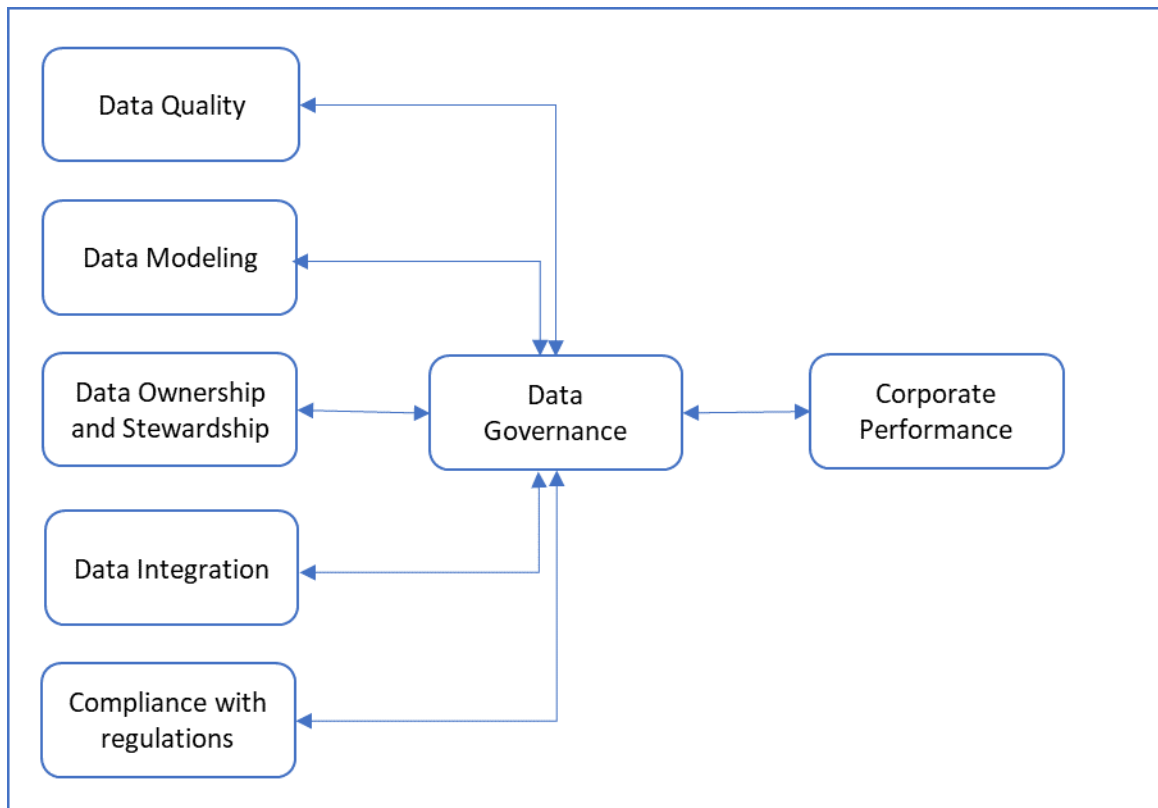 Data Quality
Data Modeling
Data Ownership
and Stewardship
Data
Governance
Corporate
Performance
Data Integration
Compliance with
regulations